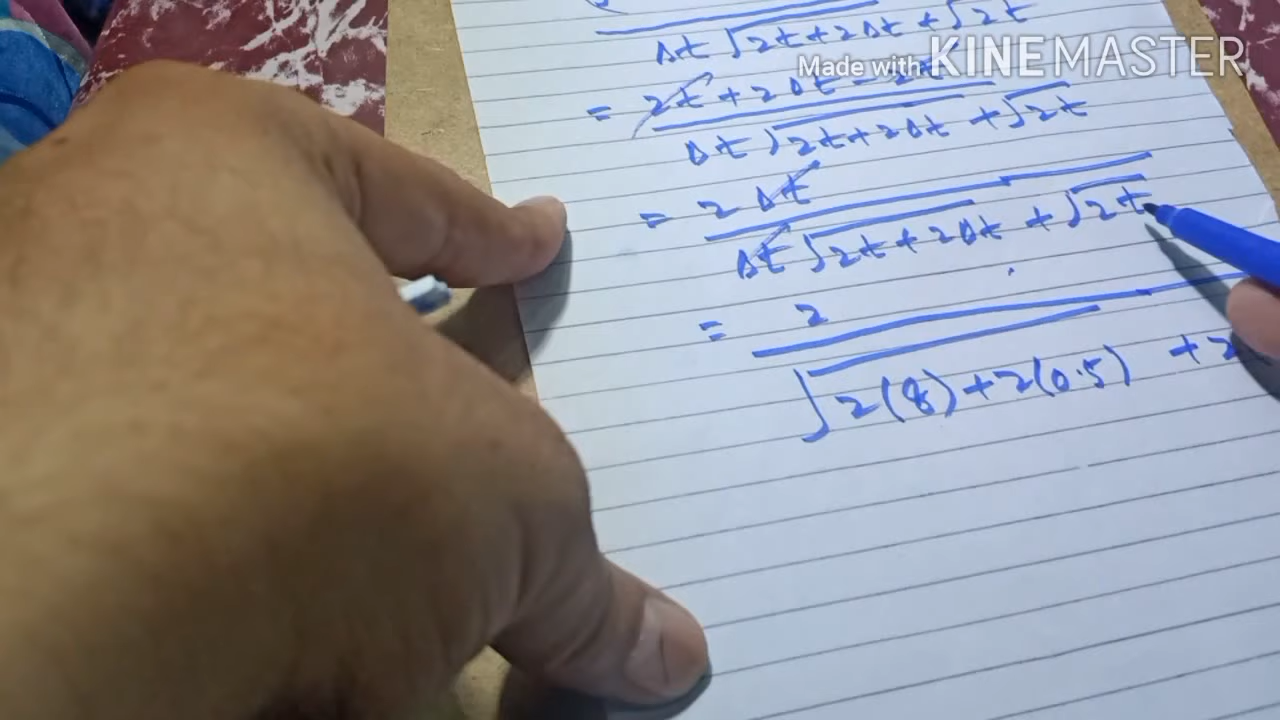 Δt √2t+2Δt + √2t
Made with KINEMASTER
= 2t + 2Δt - 2t
Δt √2t+2Δt + √2t
= 2 Δt
Δt √2t + 2Δt + √2t
= 2
√2(8)+2(0.5) + 2